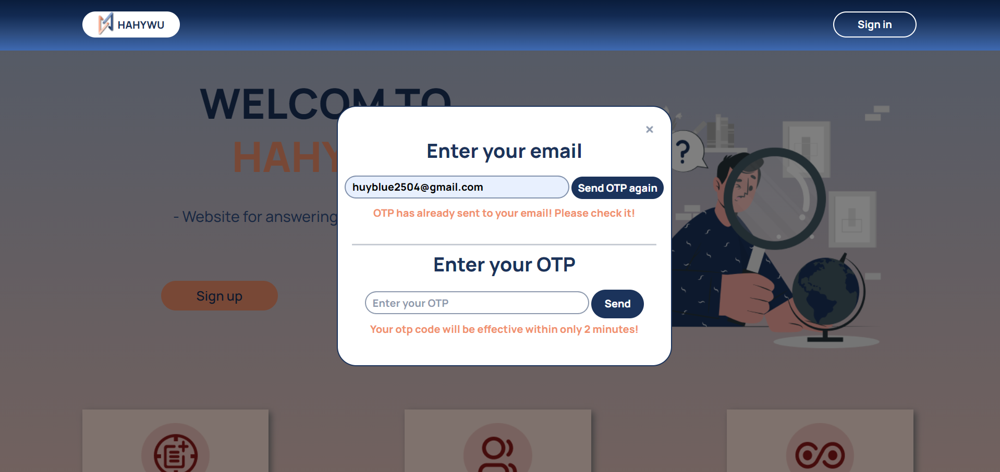 HAHYWU
Sign in
WELCOM TO
HAHY
- Website for answering
Sign up
×
Enter your email
huyblue2504@gmail.com
Send OTP again
OTP has already sent to your email! Please check it!
Enter your OTP
Enter your OTP
Send
Your otp code will be effective within only 2 minutes!
?